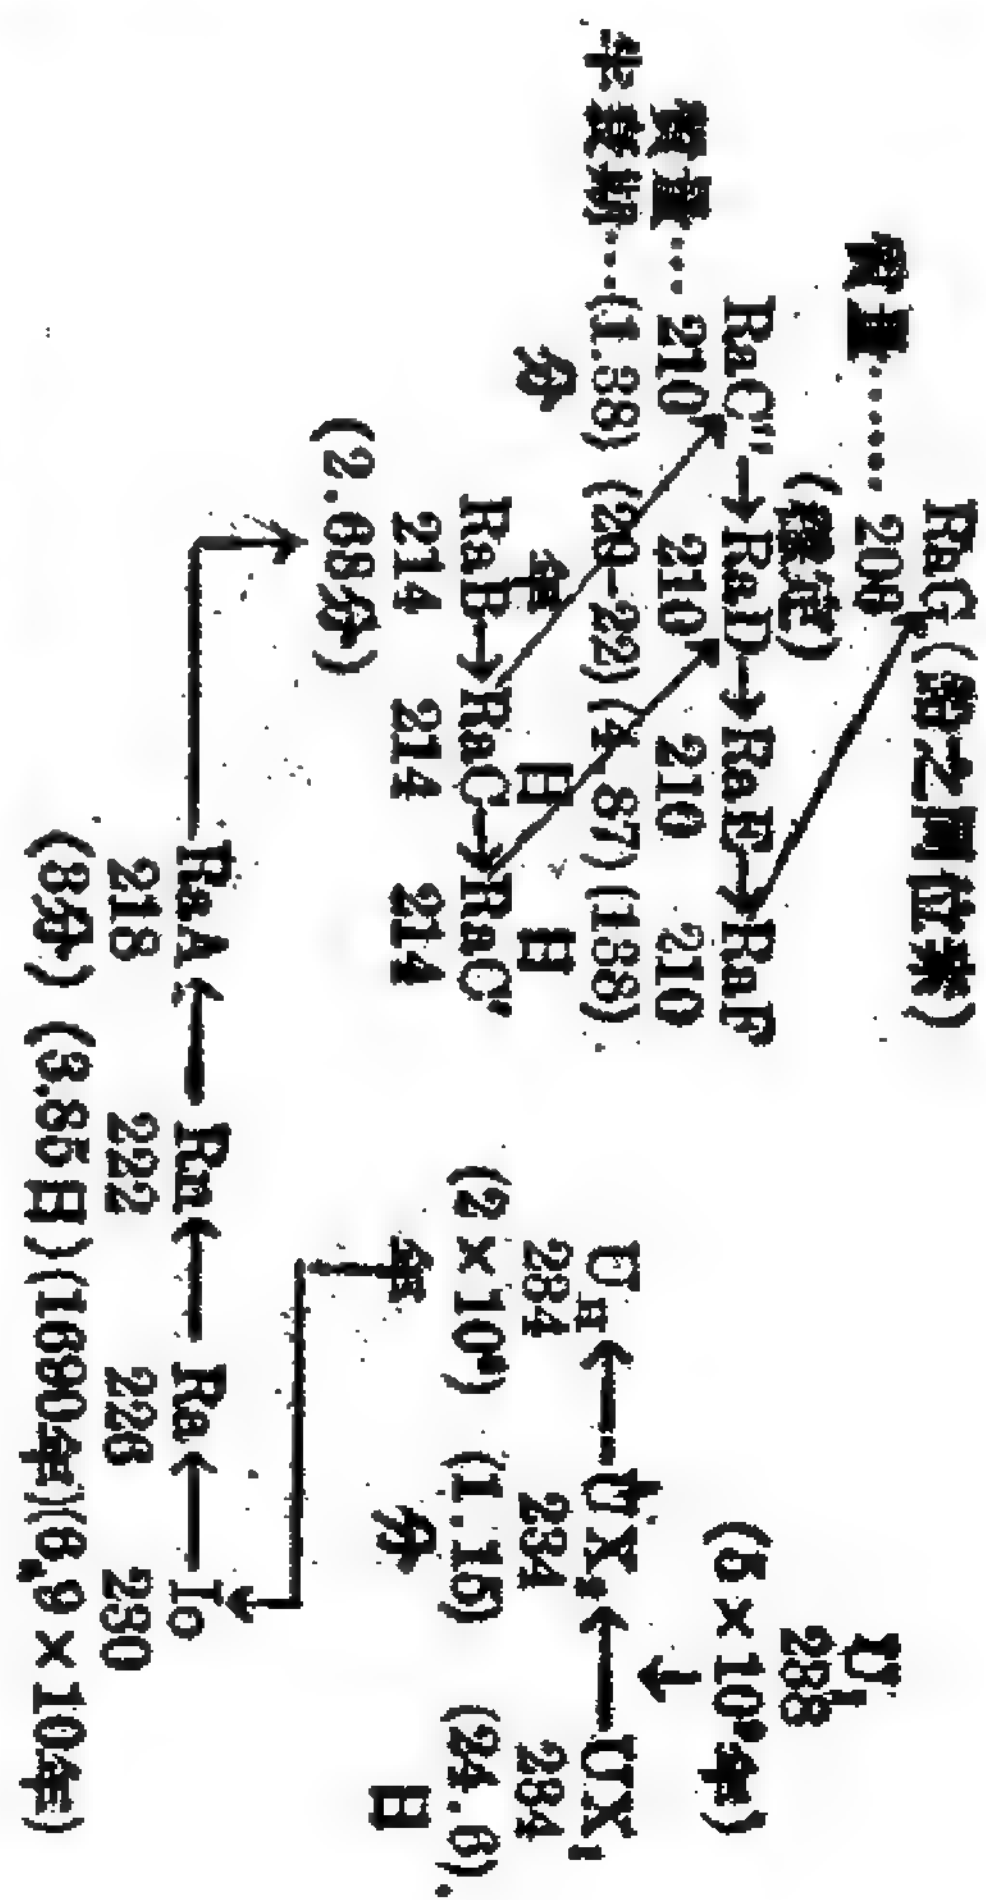 RaG(鉛之同位素)
質量…… 206 U₁
(穩定) 238
RaC'''→RaD→RaE→RaF (5×10⁹年)
質量… 210 210 210 210
半衰期…(1.38) (20-22) (4.87)(138) UII←UX₂←UX₁
分 年 日 日 234 234 234
RaB→RaC→RaC' (2×10⁶) (1.15) (24.6)
214 214 214 年 分 日
(2.68分)
RaA←Rn←Ra←Io
218 222 226 230
(3分) (3.85日)(1690年)(6.9×10年)